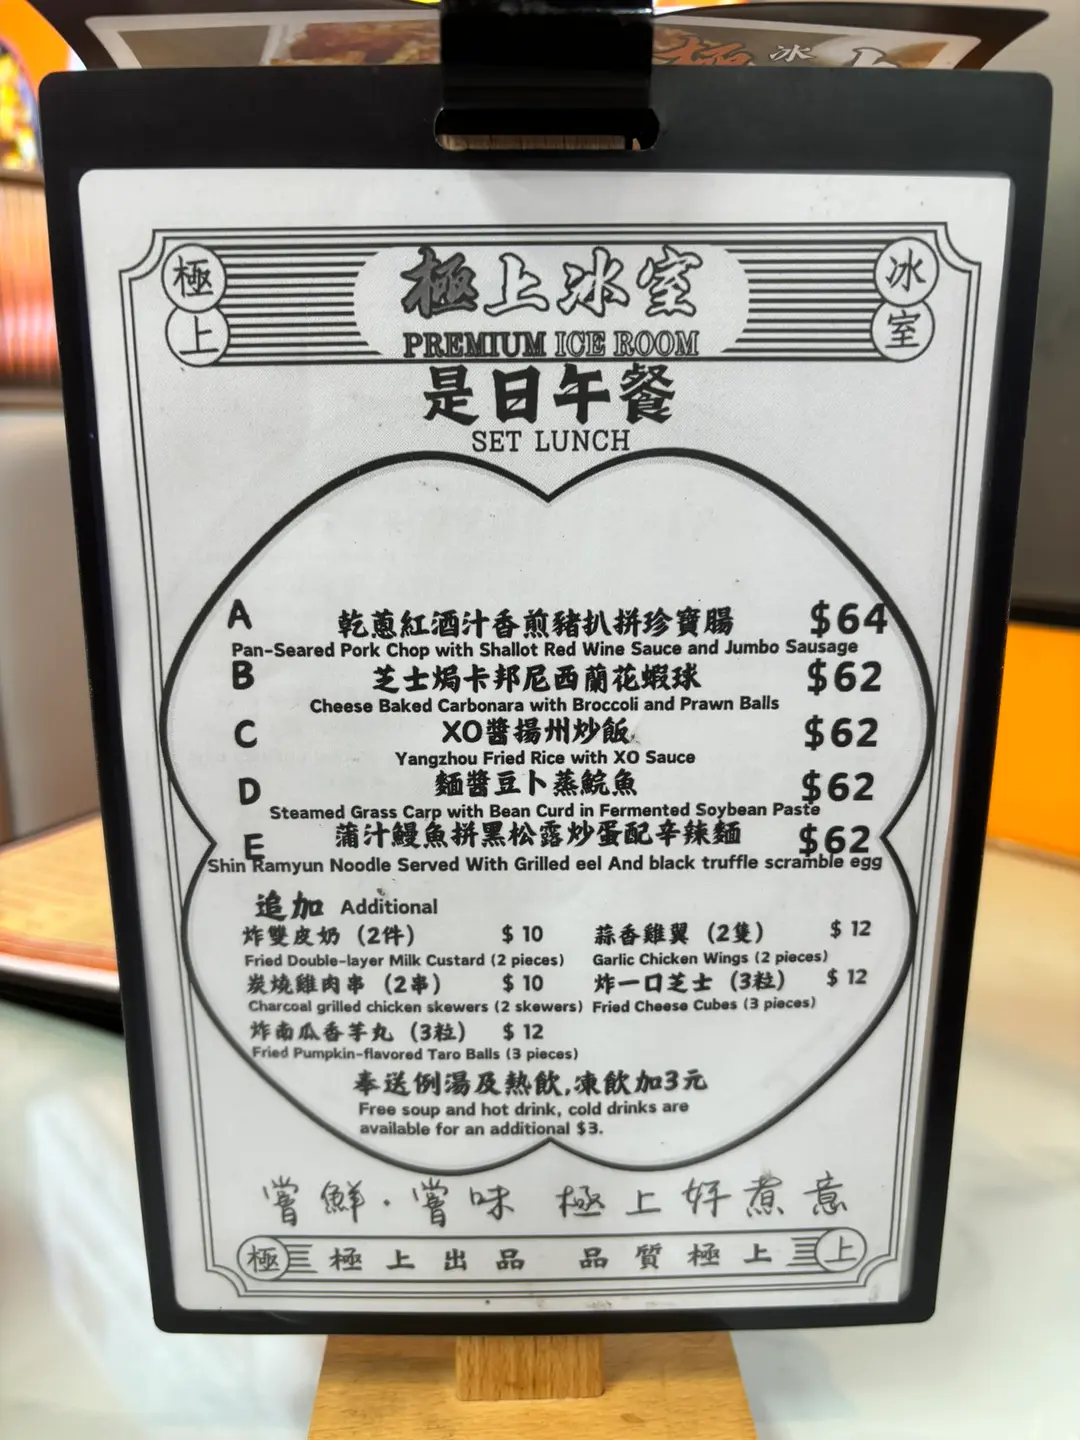 極 冰 上
極上 極上冰室 冰室
PREMIUM ICE ROOM
是日午餐
SET LUNCH
A 乾蔥紅酒汁香煎豬扒拼珍寶腸 $64
Pan-Seared Pork Chop with Shallot Red Wine Sauce and Jumbo Sausage
B 芝士焗卡邦尼西蘭花蝦球 $62
Cheese Baked Carbonara with Broccoli and Prawn Balls
C XO醬揚州炒飯 $62
Yangzhou Fried Rice with XO Sauce
D 麵醬豆卜蒸鯇魚 $62
Steamed Grass Carp with Bean Curd in Fermented Soybean Paste
E 蒲汁鰻魚拼黑松露炒蛋配辛辣麵 $62
Shin Ramyun Noodle Served With Grilled eel And black truffle scramble egg
追加 Additional
炸雙皮奶（2件） $ 10 蒜香雞翼（2隻） $ 12
Fried Double-layer Milk Custard (2 pieces) Garlic Chicken Wings (2 pieces)
炭燒雞肉串（2串） $ 10 炸一口芝士（3粒） $ 12
Charcoal grilled chicken skewers (2 skewers) Fried Cheese Cubes (3 pieces)
炸南瓜香芋丸（3粒） $ 12
Fried Pumpkin-flavored Taro Balls (3 pieces)
奉送例湯及熱飲,凍飲加3元
Free soup and hot drink, cold drinks are
available for an additional $3.
嘗鮮·嘗味 極上好煮意
極 極上出品 品質極上 上